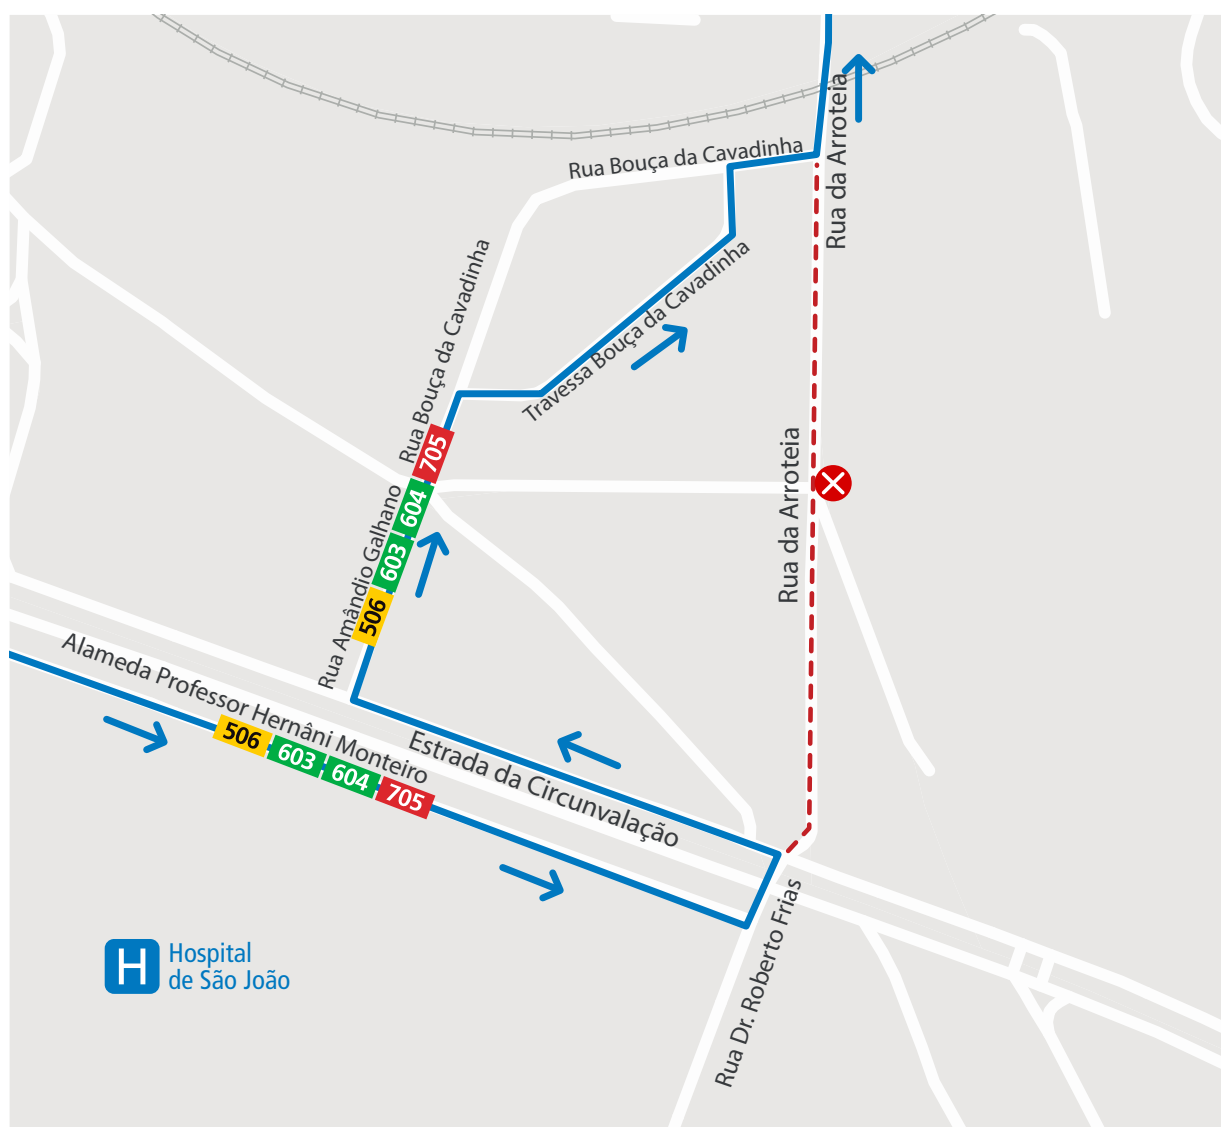 Rua da Arroteia
Rua Bouça da Cavadinha
Rua Bouça da Cavadinha
Travessa Bouça da Cavadinha
705
604
603
506
Rua Amândio Galhano
Rua da Arroteia
Alameda Professor Hernâni Monteiro
506
603
604
705
Estrada da Circunvalação
Rua Dr. Roberto Frias
H
Hospital
de São João